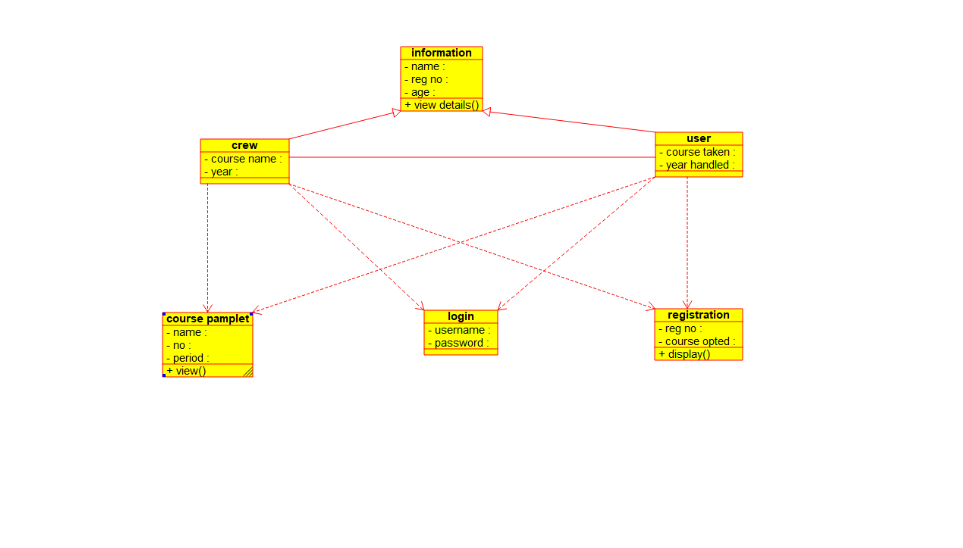 information
- name :
- reg no :
- age :
+ view details()
crew
- course name :
- year :
user
- course taken :
- year handled :
course pamplet
- name :
- no :
- period :
+ view()
login
- username :
- password :
registration
- reg no :
- course opted :
+ display()